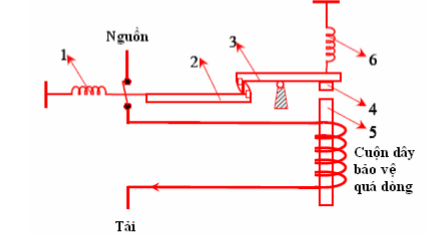 Nguồn
1
2
3
6
4
5
Cuộn dây
bảo vệ
quá dòng
Tải